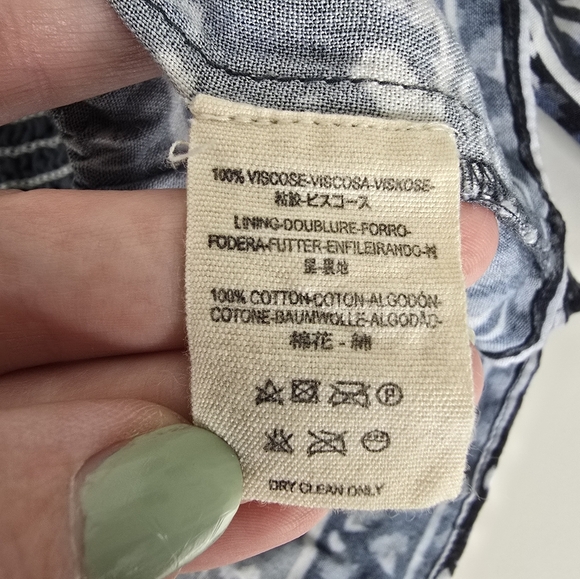 100% VISCOSE-VISCOSA-VISKOSE-
粘胶-ビスコース
LINING-DOUBLURE-FORRO-
FODERA-FUTTER-ENFILEIRANDO-衬
里-裏地
100% COTTON-COTON-ALGODÓN-
COTONE-BAUMWOLLE-ALGODÃO-
棉花 - 綿
P
DRY CLEAN ONLY